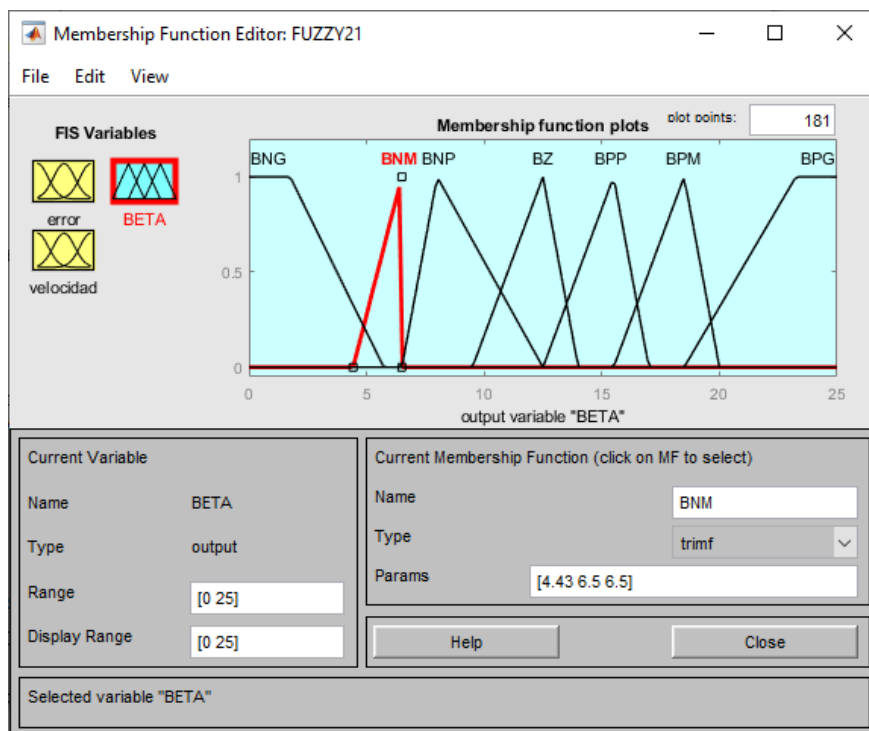 Membership Function Editor: FUZZY21
File Edit View
FIS Variables
error
BETA
velocidad
Membership function plots
plot points:
181
BNG BNM BNP BZ BPP BPM BPG
1
0.5
0
0 5 10 15 20 25
output variable "BETA"
Current Variable
Name BETA
Type output
Range [0 25]
Display Range [0 25]
Current Membership Function (click on MF to select)
Name BNM
Type trimf
Params [4.43 6.5 6.5]
Help Close
Selected variable "BETA"